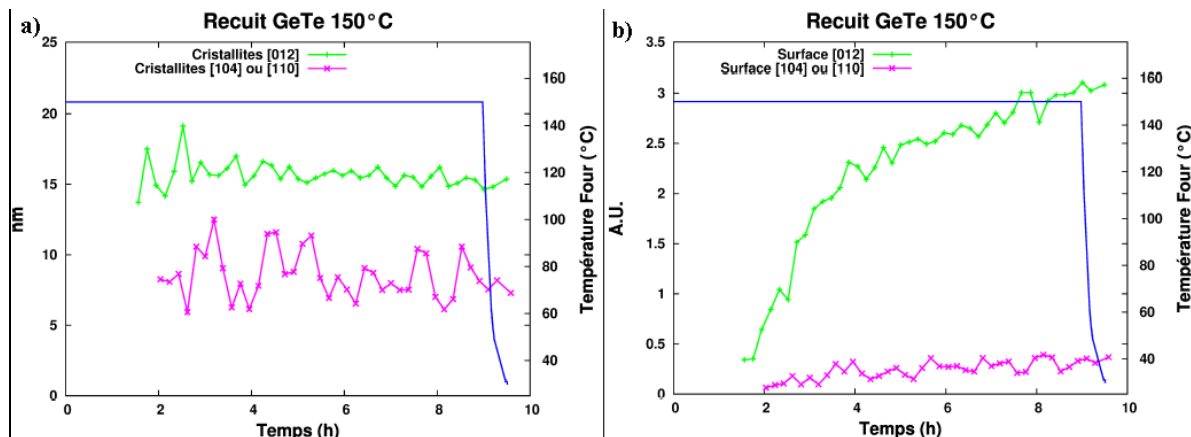 a)
Recuit GeTe 150°C
Cristallites [012]
Cristallites [104] ou [110]
25
20
15
10
5
0
nm
160
140
120
100
80
60
40
Température Four (°C)
0 2 4 6 8 10
Temps (h)
b)
Recuit GeTe 150°C
Surface [012]
Surface [104] ou [110]
3.5
3
2.5
2
1.5
1
0.5
0
A.U.
160
140
120
100
80
60
40
Température Four (°C)
0 2 4 6 8 10
Temps (h)